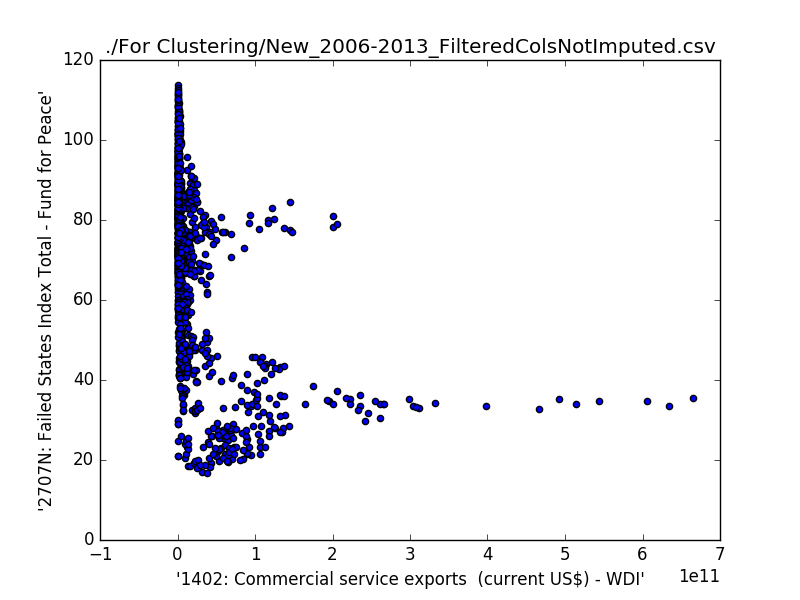 ./For Clustering/New_2006-2013_FilteredColsNotImputed.csv
120
100
80
60
40
20
0
'2707N: Failed States Index Total - Fund for Peace'
−1 0 1 2 3 4 5 6 7
1e11
'1402: Commercial service exports  (current US$) - WDI'